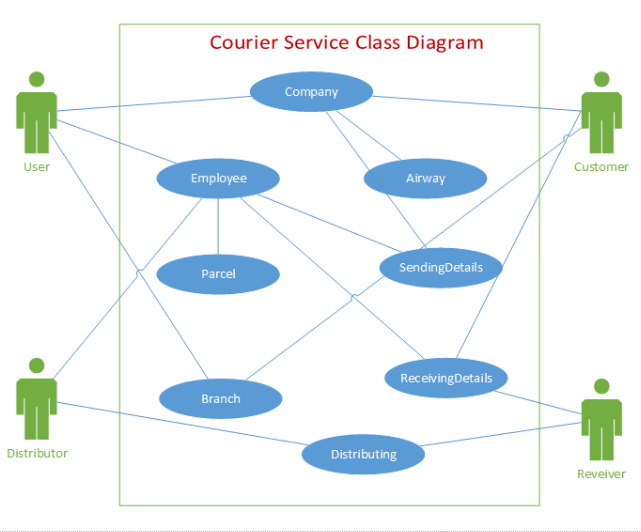 Courier Service Class Diagram
Company
User
Customer
Employee
Airway
Parcel
SendingDetails
Branch
ReceivingDetails
Distributor
Distributing
Reveiver